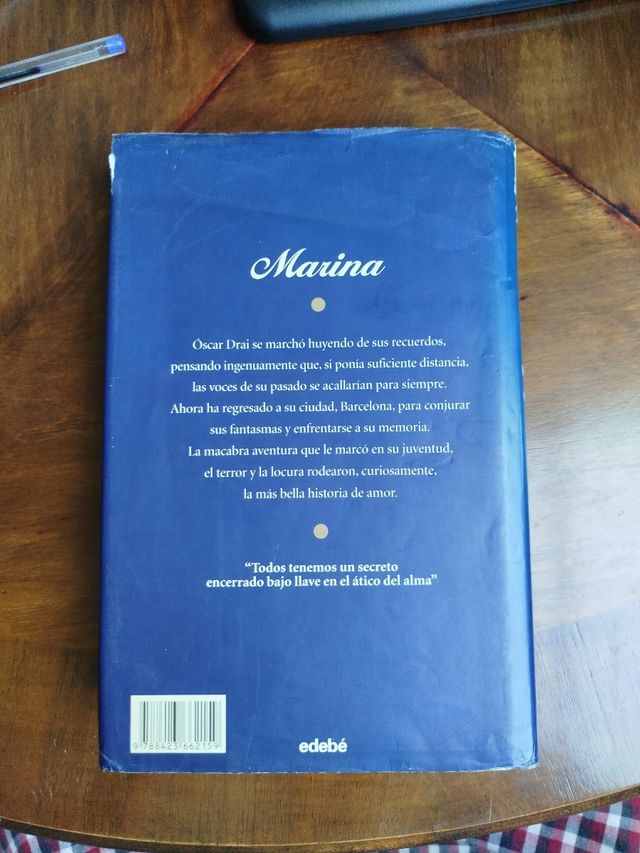 Marina
Óscar Drai se marchó huyendo de sus recuerdos,
pensando ingenuamente que, si ponía suficiente distancia,
las voces de su pasado se acallarían para siempre.
Ahora ha regresado a su ciudad, Barcelona, para conjurar
sus fantasmas y enfrentarse a su memoria.
La macabra aventura que le marcó en su juventud,
el terror y la locura rodearon, curiosamente,
la más bella historia de amor.
“Todos tenemos un secreto
encerrado bajo llave en el ático del alma”
9 788423 662159
edebé